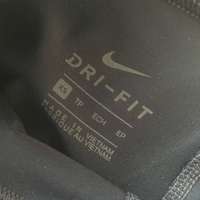 DRI-FIT
XS TP ECH EP
MADE IN VIETNAM
FABRIQUE AU VIETNAM